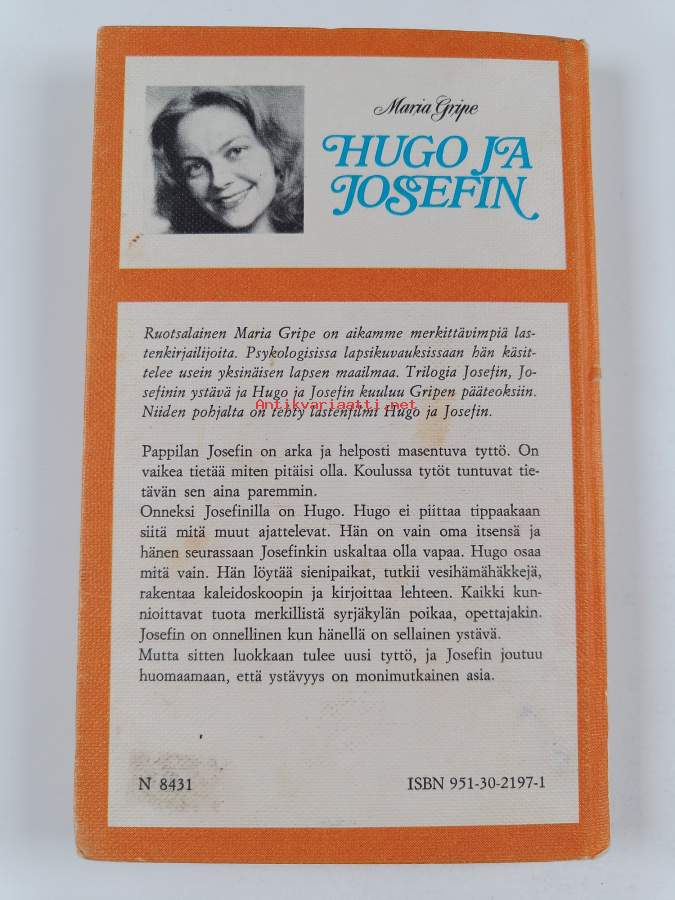 Maria Gripe
HUGO JA
JOSEFIN
Ruotsalainen Maria Gripe on aikamme merkittävimpiä las-
tenkirjailijoita. Psykologisissa lapsikuvauksissaan hän käsit-
telee usein yksinäisen lapsen maailmaa. Trilogia Josefin, Jo-
sefinin ystävä ja Hugo ja Josefin kuuluu Gripen pääteoksiin.
Antikvariaatti.net
Niiden pohjalta on tehty lastenfilmi Hugo ja Josefin.
Pappilan Josefin on arka ja helposti masentuva tyttö. On
vaikea tietää miten pitäisi olla. Koulussa tytöt tuntuvat tie-
tävän sen aina paremmin.
Onneksi Josefinilla on Hugo. Hugo ei piittaa tippaakaan
siitä mitä muut ajattelevat. Hän on vain oma itsensä ja
hänen seurassaan Josefinkin uskaltaa olla vapaa. Hugo osaa
mitä vain. Hän löytää sienipaikat, tutkii vesihämähäkkejä,
rakentaa kaleidoskoopin ja kirjoittaa lehteen. Kaikki kun-
nioittavat tuota merkillistä syrjäkylän poikaa, opettajakin.
Josefin on onnellinen kun hänellä on sellainen ystävä.
Mutta sitten luokkaan tulee uusi tyttö, ja Josefin joutuu
huomaamaan, että ystävyys on monimutkainen asia.
N 8431
ISBN 951-30-2197-1